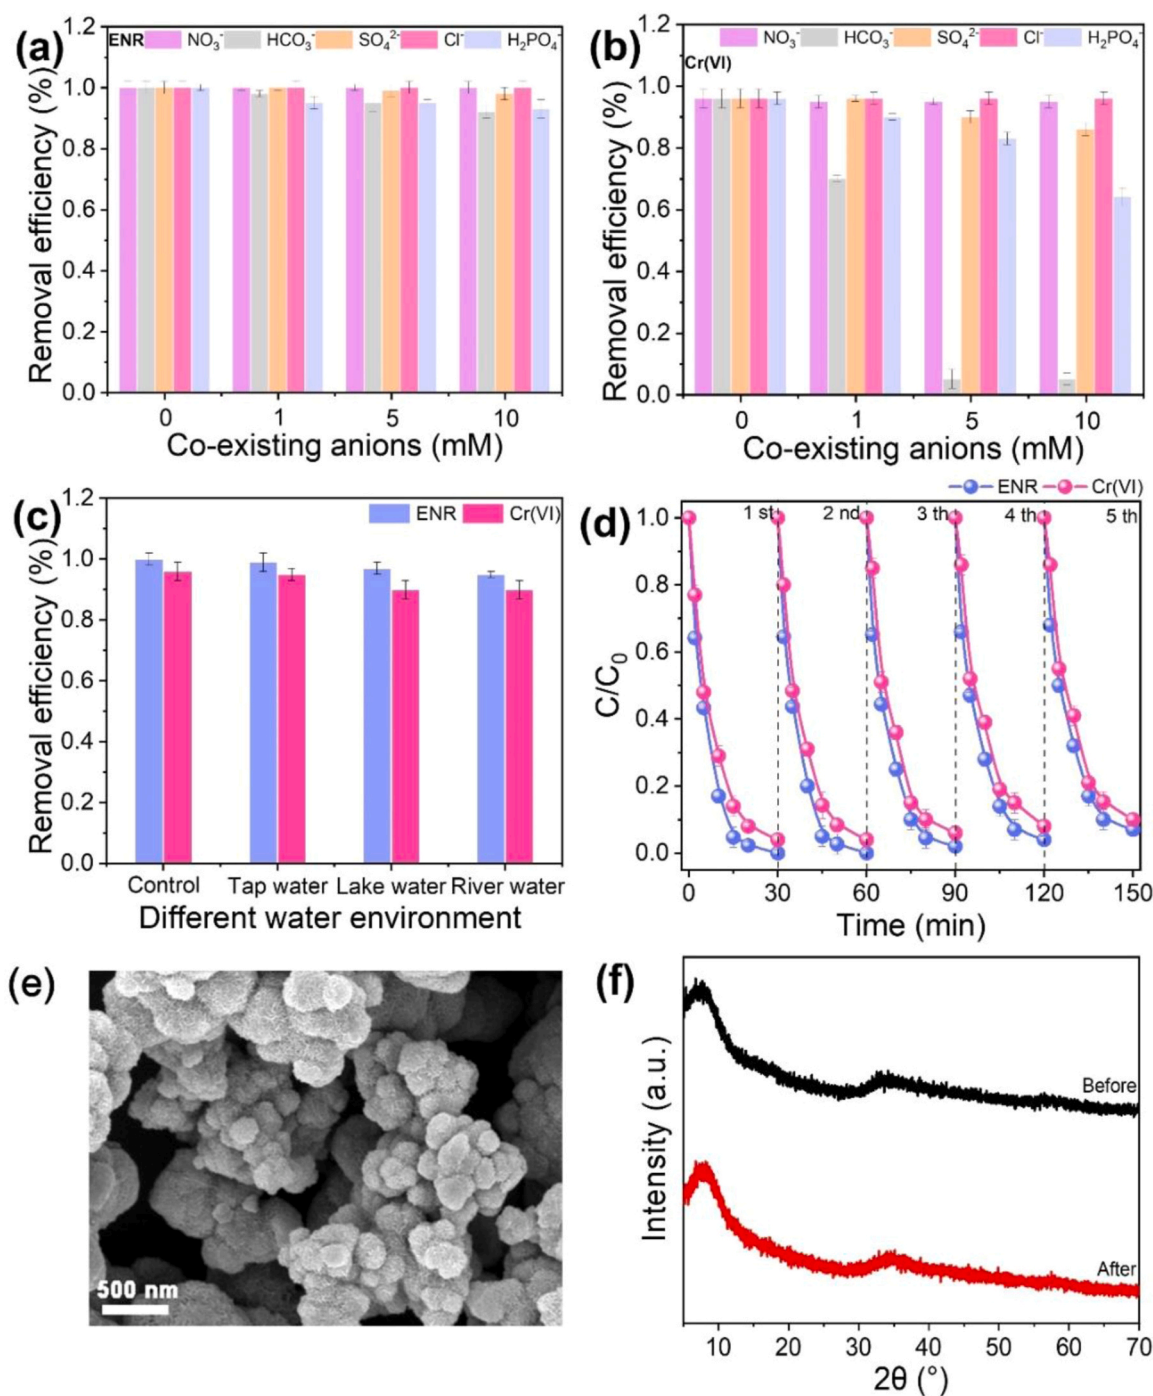 (a)
ENR NO₃⁻ HCO₃⁻ SO₄²⁻ Cl⁻ H₂PO₄⁻
Removal efficiency (%)
1.2
1.0
0.8
0.6
0.4
0.2
0.0
0 1 5 10
Co-existing anions (mM)
(b)
NO₃⁻ HCO₃⁻ SO₄²⁻ Cl⁻ H₂PO₄⁻
Cr(VI)
Removal efficiency (%)
1.2
1.0
0.8
0.6
0.4
0.2
0.0
0 1 5 10
Co-existing anions (mM)
(c)
ENR Cr(VI)
Removal efficiency (%)
1.2
1.0
0.8
0.6
0.4
0.2
0.0
Control Tap water Lake water River water
Different water environment
(d)
ENR Cr(VI)
1 st 2 nd 3 th 4 th 5 th
C/C₀
1.0
0.8
0.6
0.4
0.2
0.0
0 30 60 90 120 150
Time (min)
(e)
500 nm
(f)
Intensity (a.u.)
Before
After
10 20 30 40 50 60 70
2θ (°)